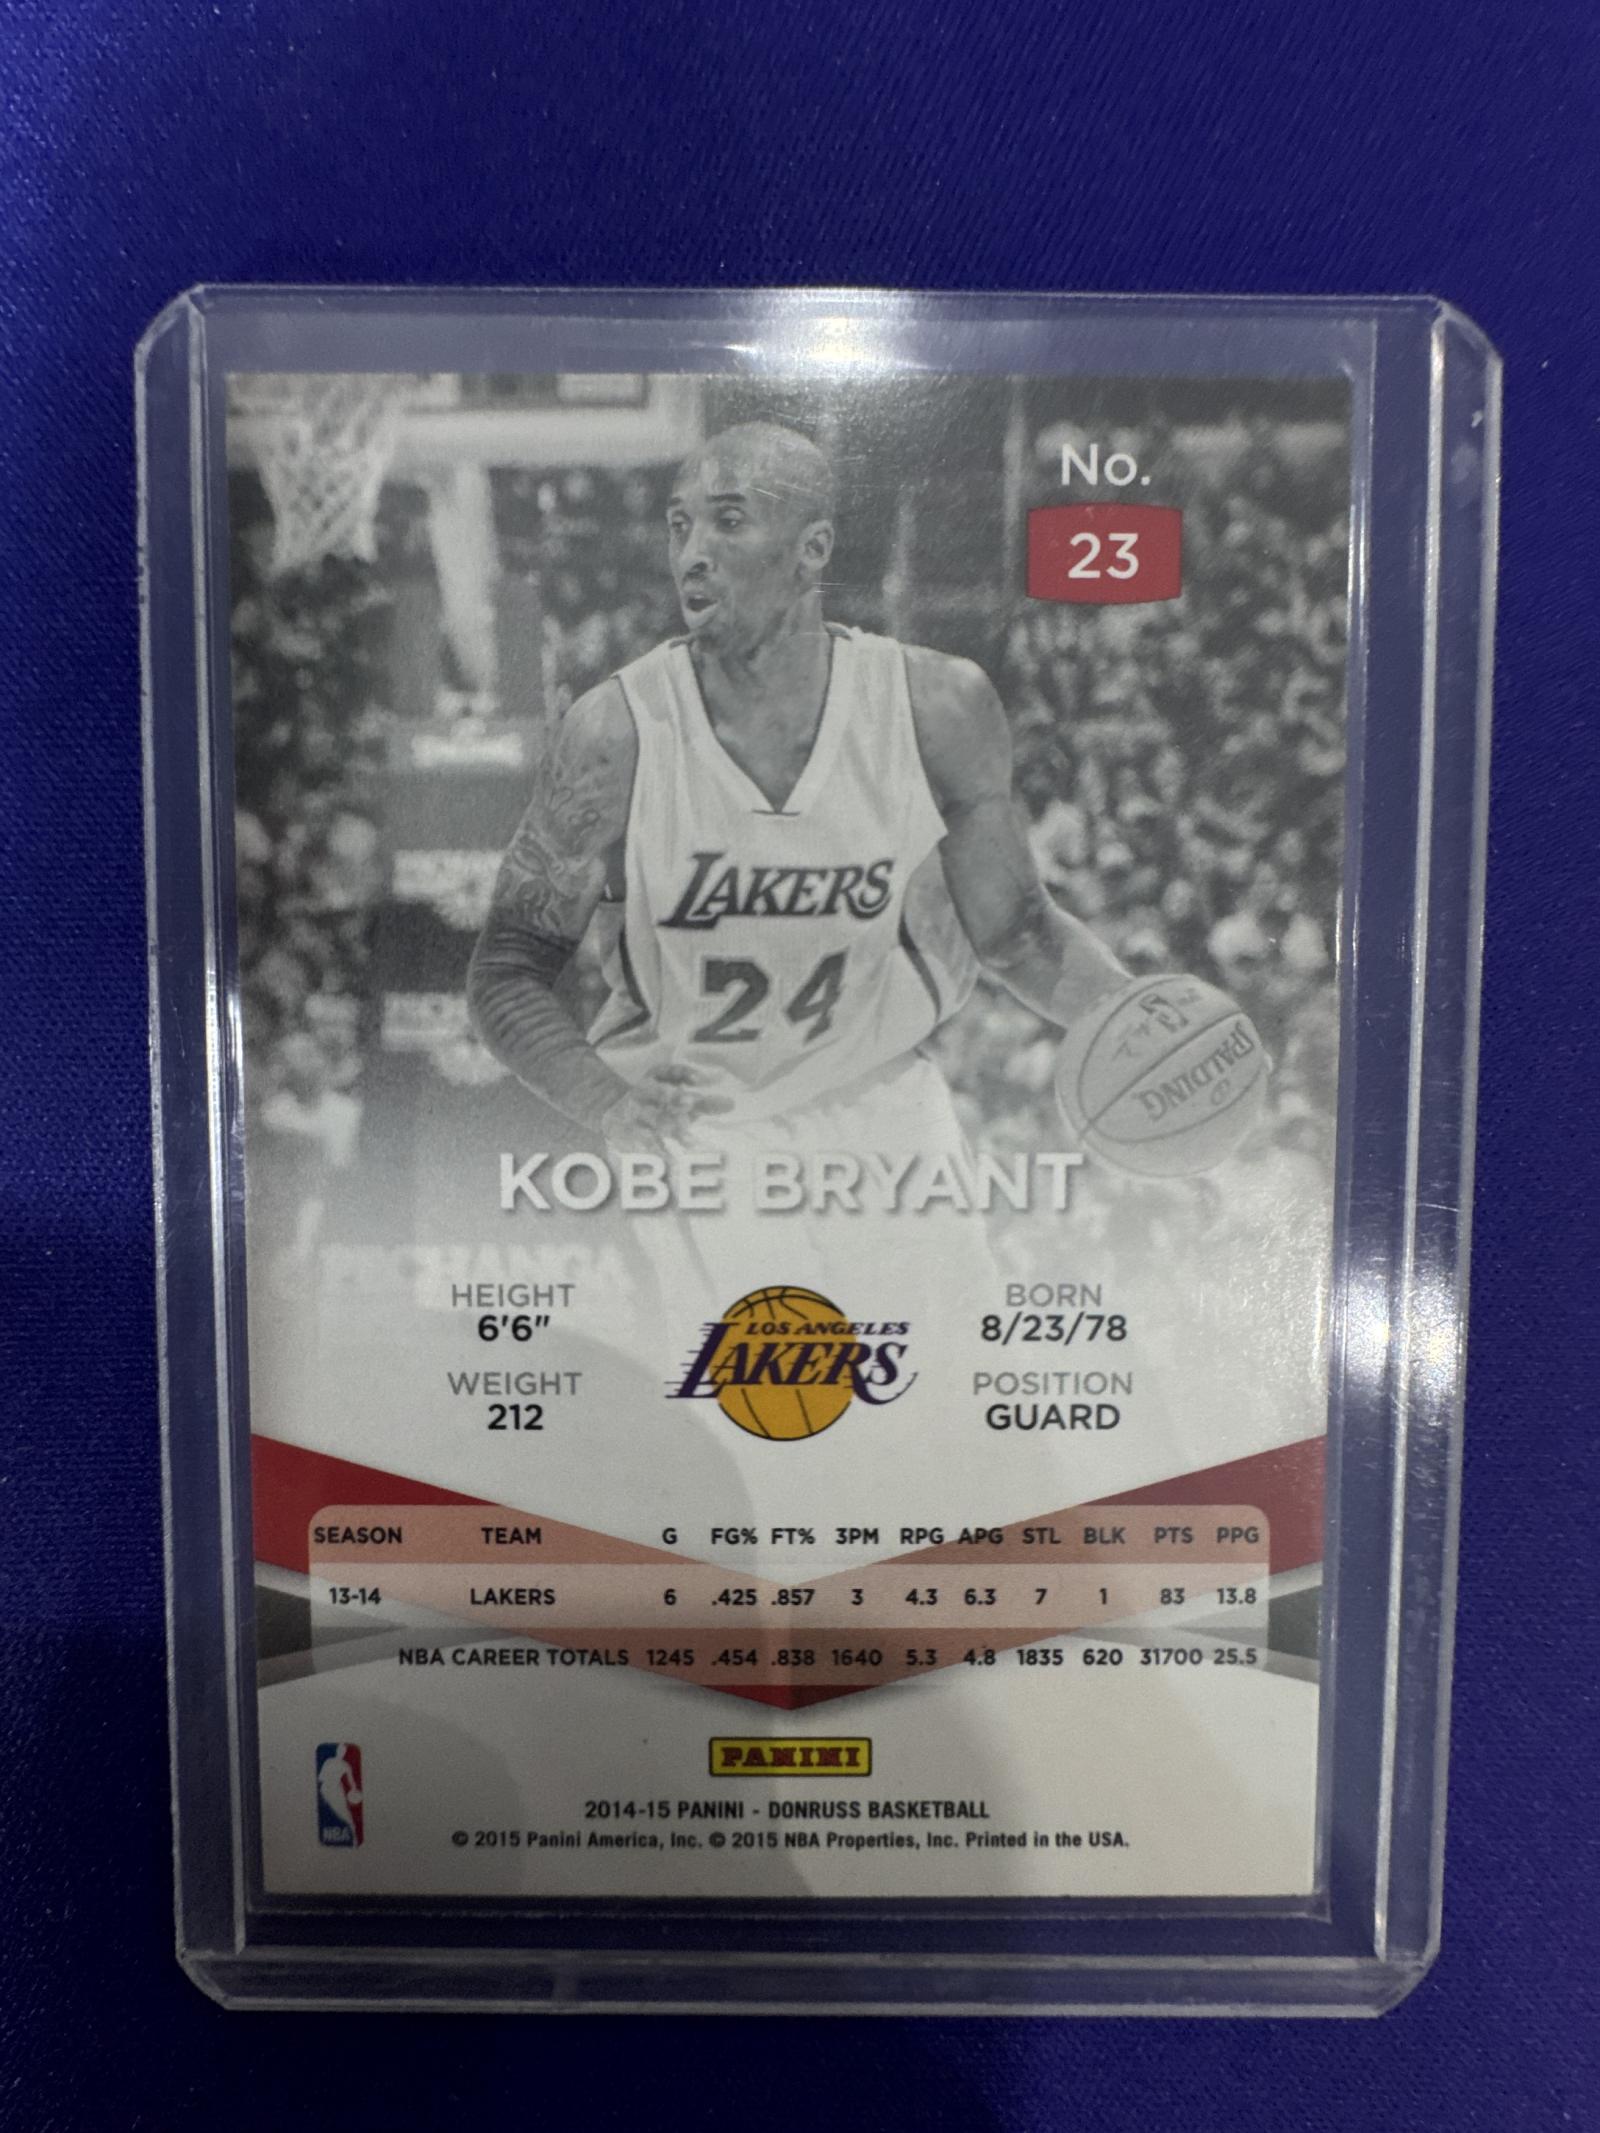 No.
23
LAKERS
24
SPALDING
KOBE BRYANT
PECHANGA
HEIGHT
6'6"
WEIGHT
212
LOS ANGELES
LAKERS
BORN
8/23/78
POSITION
GUARD
SEASON TEAM G FG% FT% 3PM RPG APG STL BLK PTS PPG
13-14 LAKERS 6 .425 .857 3 4.3 6.3 7 1 83 13.8
NBA CAREER TOTALS 1245 .454 .838 1640 5.3 4.8 1835 620 31700 25.5
NBA
PANINI
2014-15 PANINI - DONRUSS BASKETBALL
© 2015 Panini America, Inc. © 2015 NBA Properties, Inc. Printed in the USA.